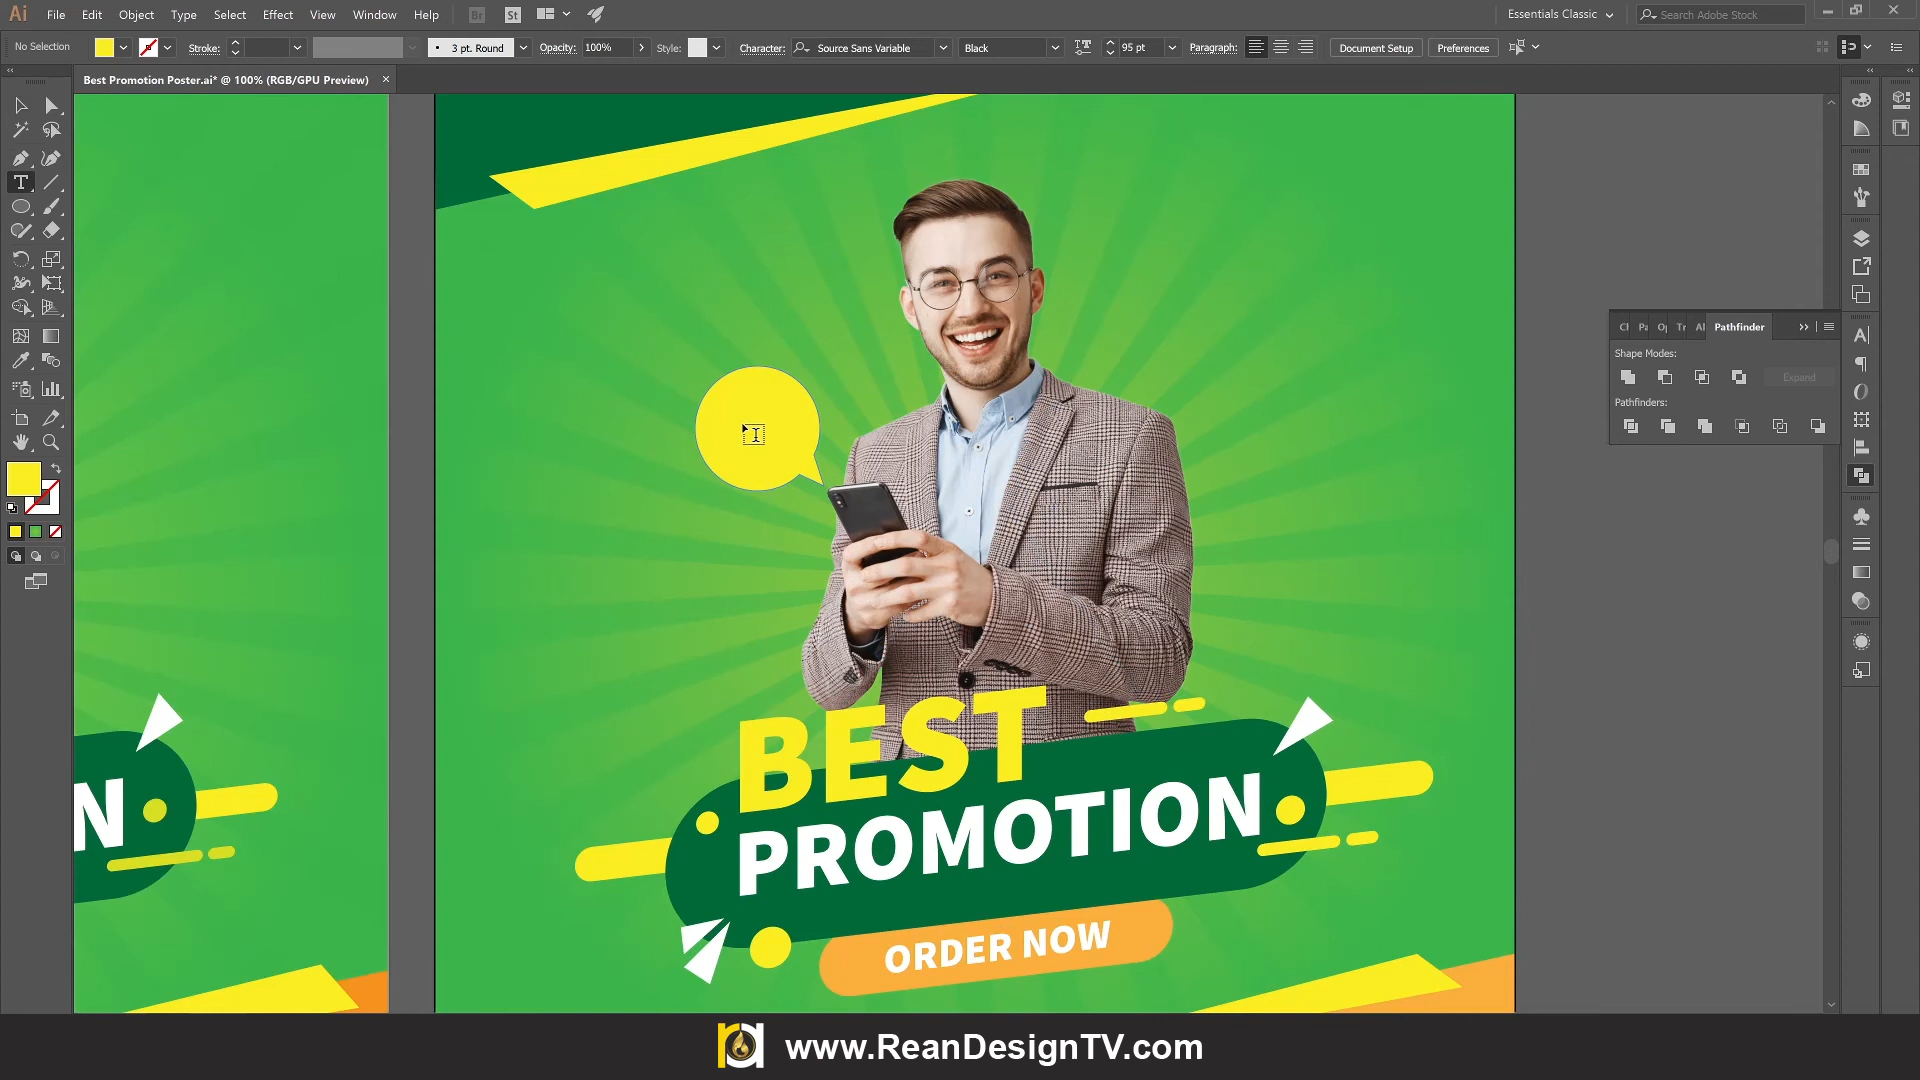 Ai File Edit Object Type Select Effect View Window Help Br St Essentials Classic Search Adobe Stock
No Selection Stroke: 3 pt. Round Opacity: 100% Style: Character: Source Sans Variable Black 95 pt Paragraph: Document Setup Preferences
Best Promotion Poster.ai* @ 100% (RGB/GPU Preview)
Pathfinder
Shape Modes:
Expand
Pathfinders:
N
BEST
PROMOTION
ORDER NOW
www.ReanDesignTV.com